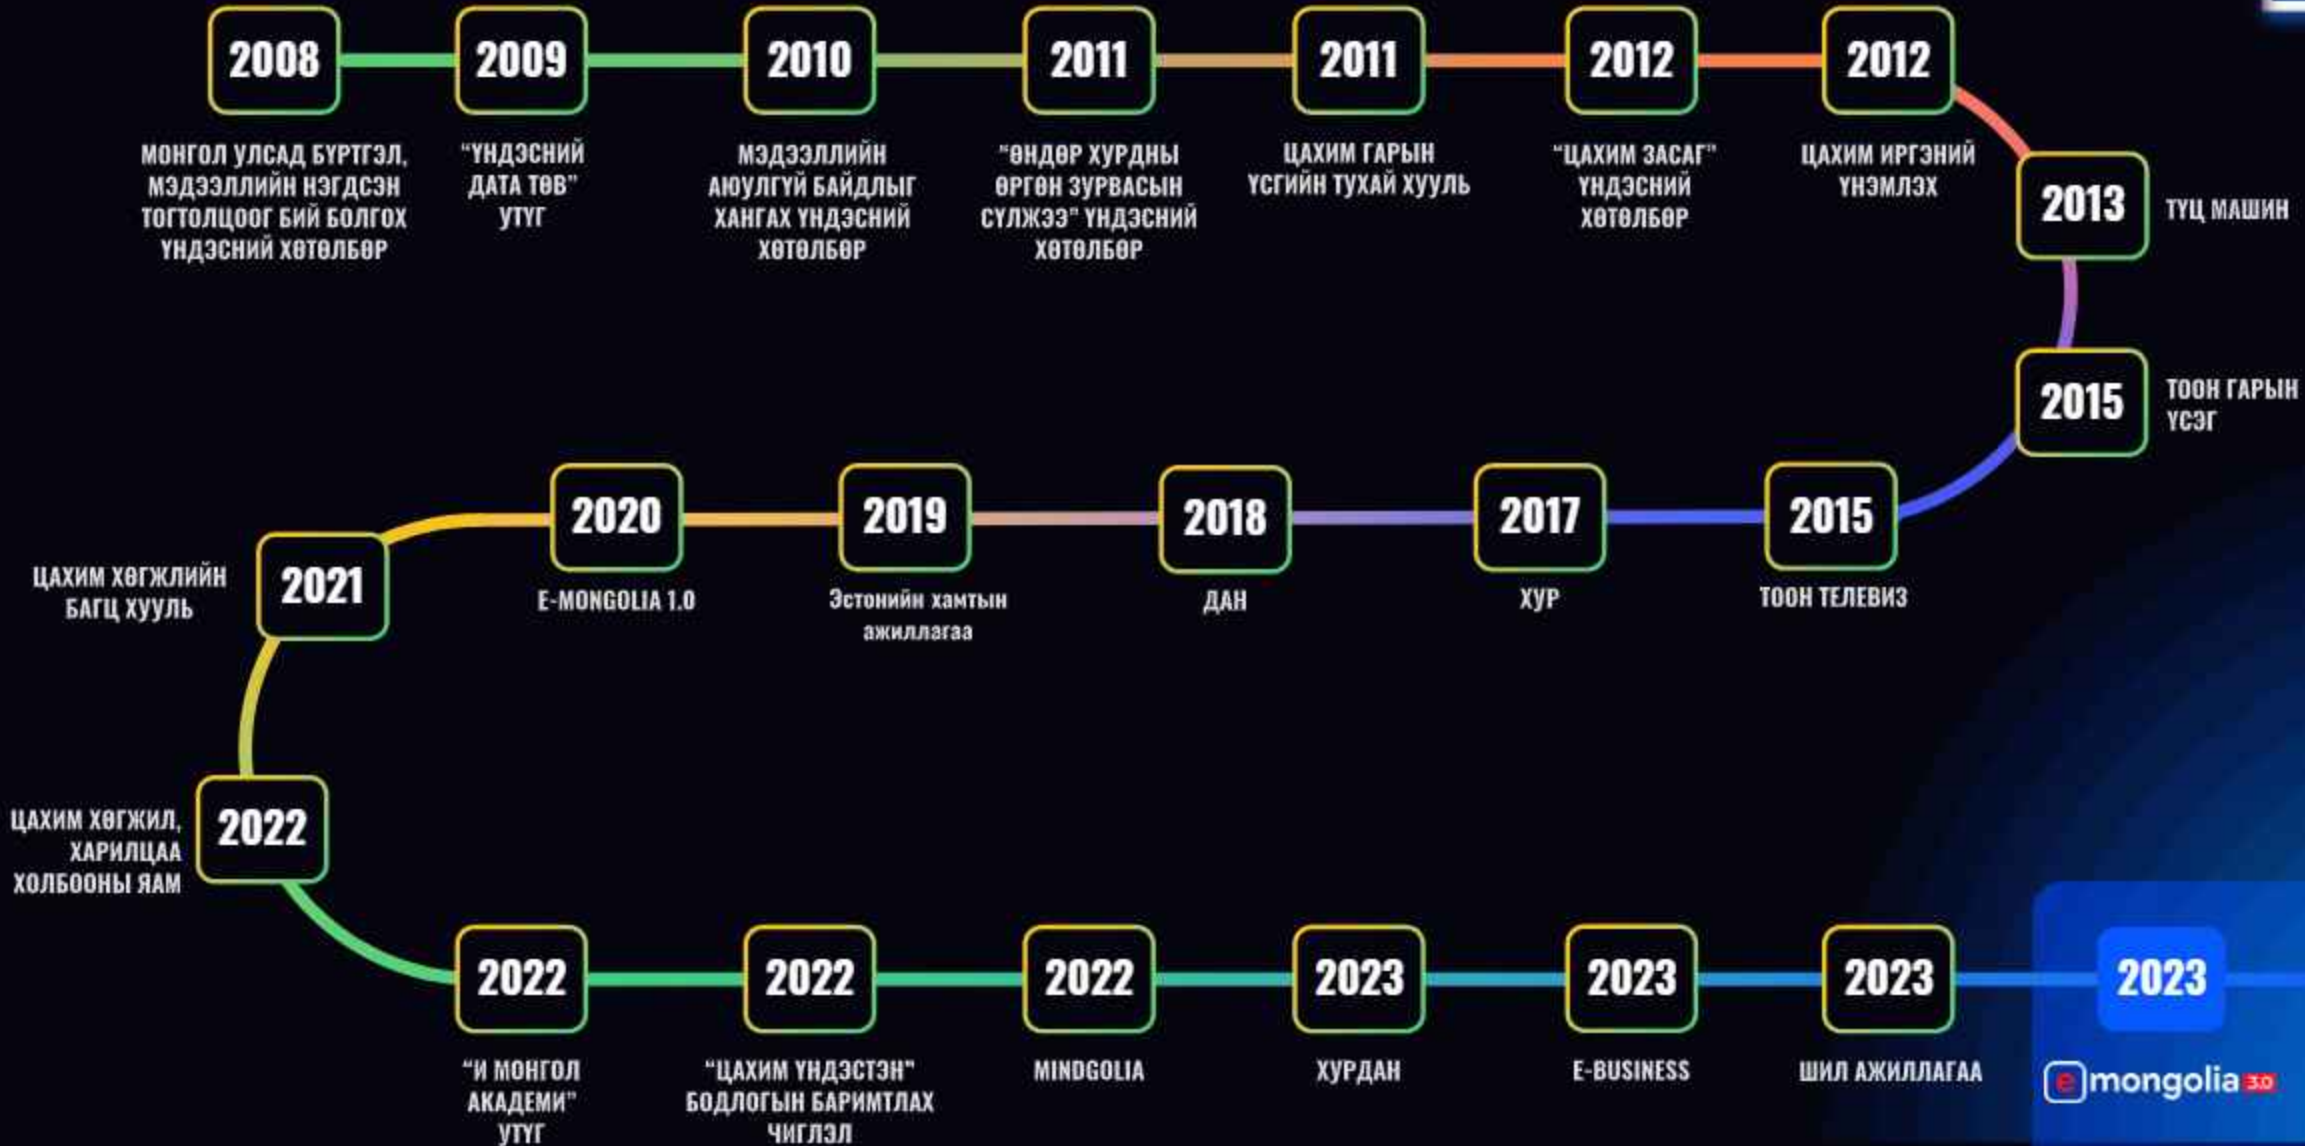 2008
МОНГОЛ УЛСАД БҮРТГЭЛ,
МЭДЭЭЛЛИЙН НЭГДСЭН
ТОГТОЛЦООГ БИЙ БОЛГОХ
ҮНДЭСНИЙ ХӨТӨЛБӨР
2009
“ҮНДЭСНИЙ
ДАТА ТӨВ”
УТҮГ
2010
МЭДЭЭЛЛИЙН
АЮУЛГҮЙ БАЙДЛЫГ
ХАНГАХ ҮНДЭСНИЙ
ХӨТӨЛБӨР
2011
“ӨНДӨР ХУРДНЫ
ӨРГӨН ЗУРВАСЫН
СҮЛЖЭЭ” ҮНДЭСНИЙ
ХӨТӨЛБӨР
2011
ЦАХИМ ГАРЫН
ҮСГИЙН ТУХАЙ ХУУЛЬ
2012
“ЦАХИМ ЗАСАГ”
ҮНДЭСНИЙ
ХӨТӨЛБӨР
2012
ЦАХИМ ИРГЭНИЙ
ҮНЭМЛЭХ
2013
ТҮЦ МАШИН
2015
ТООН ГАРЫН
ҮСЭГ
2015
ТООН ТЕЛЕВИЗ
2017
ХУР
2018
ДАН
2019
Эстонийн хамтын
ажиллагаа
2020
E-MONGOLIA 1.0
2021
ЦАХИМ ХӨГЖЛИЙН
БАГЦ ХУУЛЬ
2022
ЦАХИМ ХӨГЖИЛ,
ХАРИЛЦАА
ХОЛБООНЫ ЯАМ
2022
“И МОНГОЛ
АКАДЕМИ”
УТҮГ
2022
“ЦАХИМ ҮНДЭСТЭН”
БОДЛОГЫН БАРИМТЛАХ
ЧИГЛЭЛ
2022
MINDGOLIA
2023
ХУРДАН
2023
E-BUSINESS
2023
ШИЛ АЖИЛЛАГАА
2023
e mongolia 3.0